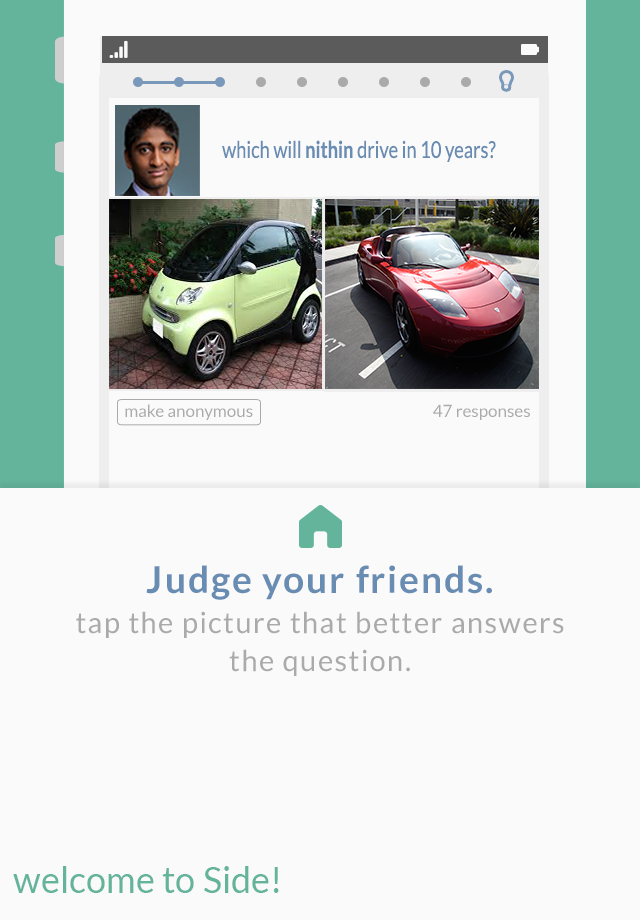 which will nithin drive in 10 years?
make anonymous
47 responses
Judge your friends.
tap the picture that better answers
the question.
welcome to Side!